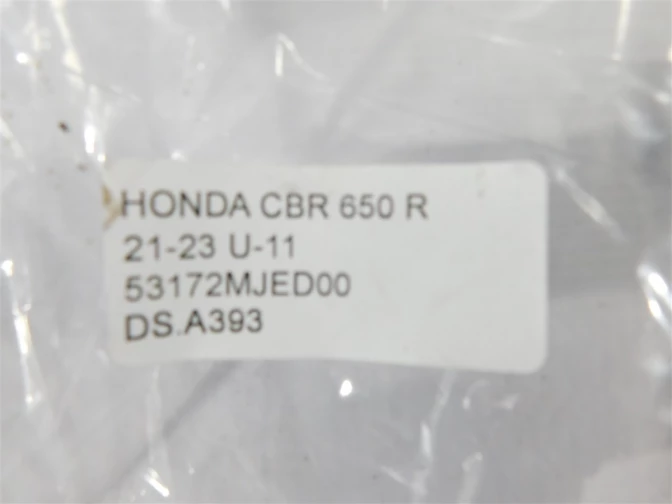 HONDA CBR 650 R
21-23 U-11
53172MJED00
DS.A393